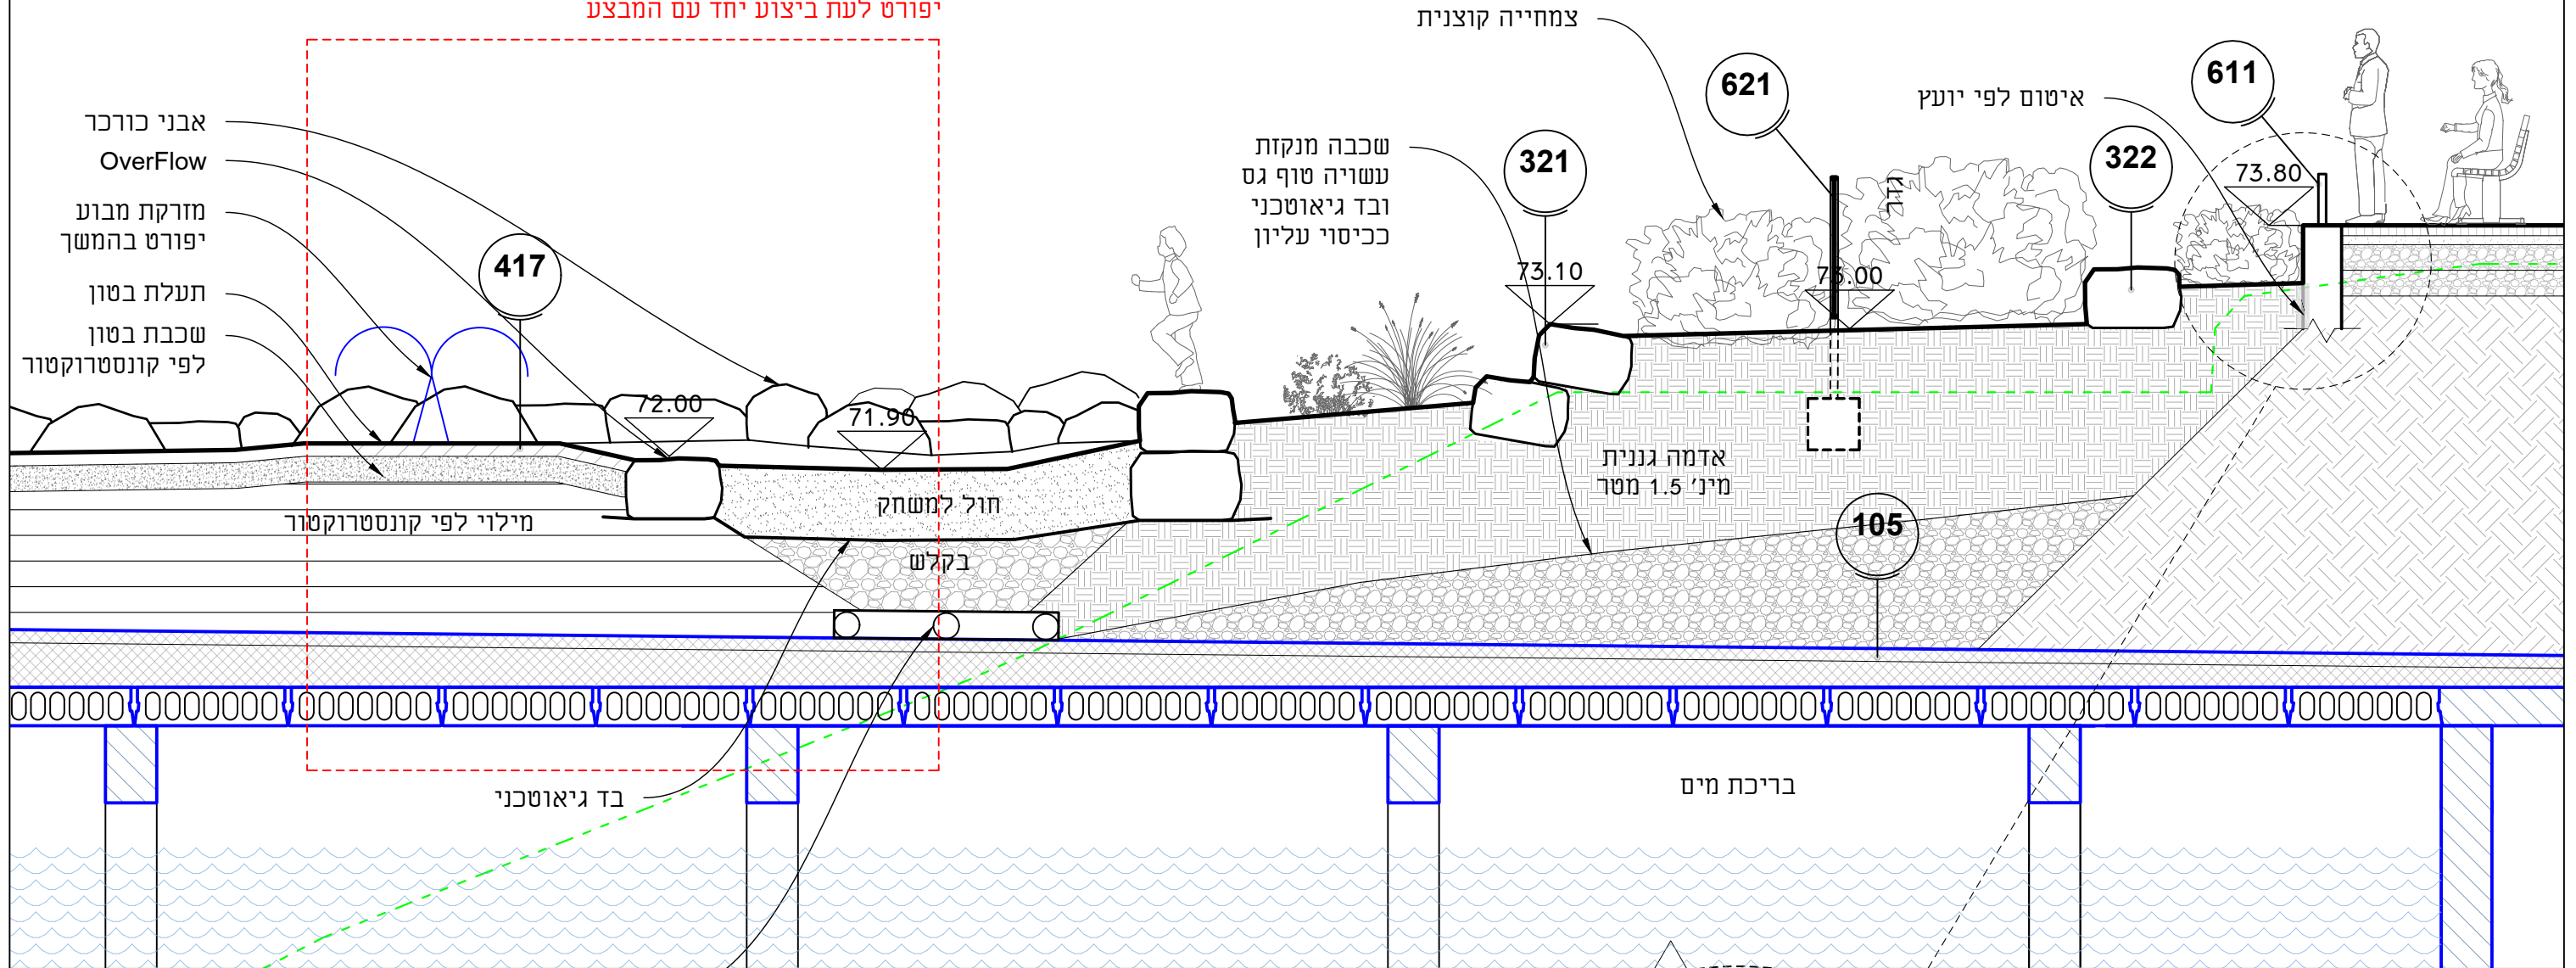 יפורט לעת ביצוע יחד עם המבצע
צמחייה קוצנית
621
611
איטום לפי יועץ
אבני כורכר
OverFlow
שכבה מנקזת
עשויה טוף גס
ובד גיאוטכני
ככיסוי עליון
321
322
73.80
גדר
מזרקת מבוע
יפורט בהמשך
417
73.10
73.00
תעלת בטון
שכבת בטון
לפי קונסטרוקטור
72.00
71.90
אדמה גננית
מינ' 1.5 מטר
חול למשחק
מילוי לפי קונסטרוקטור
105
בקלש
בד גיאוטכני
בריכת מים